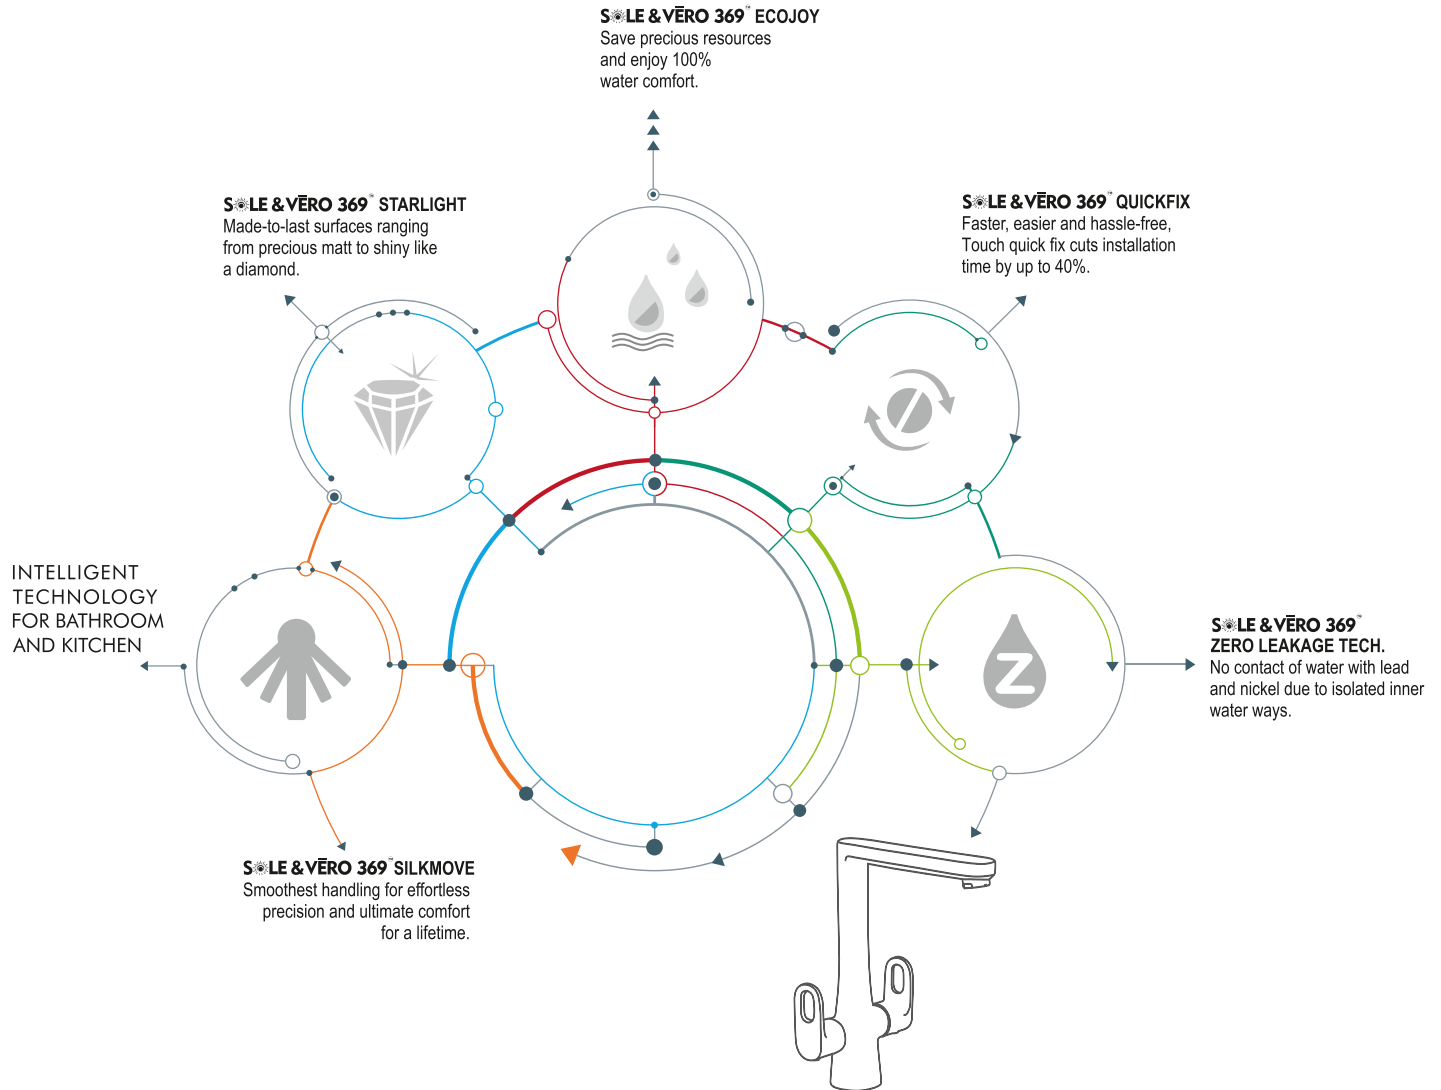 SOLE & VĒRO 369™ ECOJOY
Save precious resources
and enjoy 100%
water comfort.
SOLE & VĒRO 369™ STARLIGHT
Made-to-last surfaces ranging
from precious matt to shiny like
a diamond.
SOLE & VĒRO 369™ QUICKFIX
Faster, easier and hassle-free,
Touch quick fix cuts installation
time by up to 40%.
INTELLIGENT
TECHNOLOGY
FOR BATHROOM
AND KITCHEN
Z
SOLE & VĒRO 369™
ZERO LEAKAGE TECH.
No contact of water with lead
and nickel due to isolated inner
water ways.
SOLE & VĒRO 369™ SILKMOVE
Smoothest handling for effortless
precision and ultimate comfort
for a lifetime.